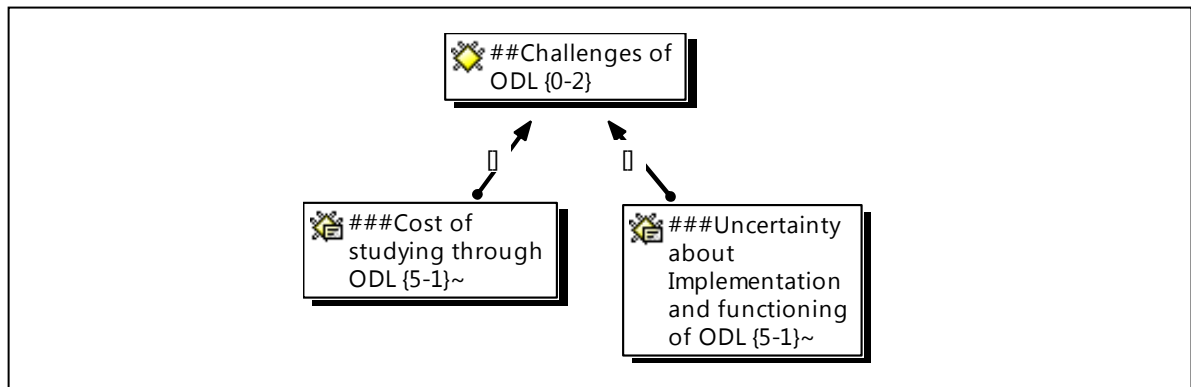 ##Challenges of
ODL {0-2}
[]
[]
###Cost of
studying through
ODL {5-1}~
###Uncertainty
about
Implementation
and functioning
of ODL {5-1}~